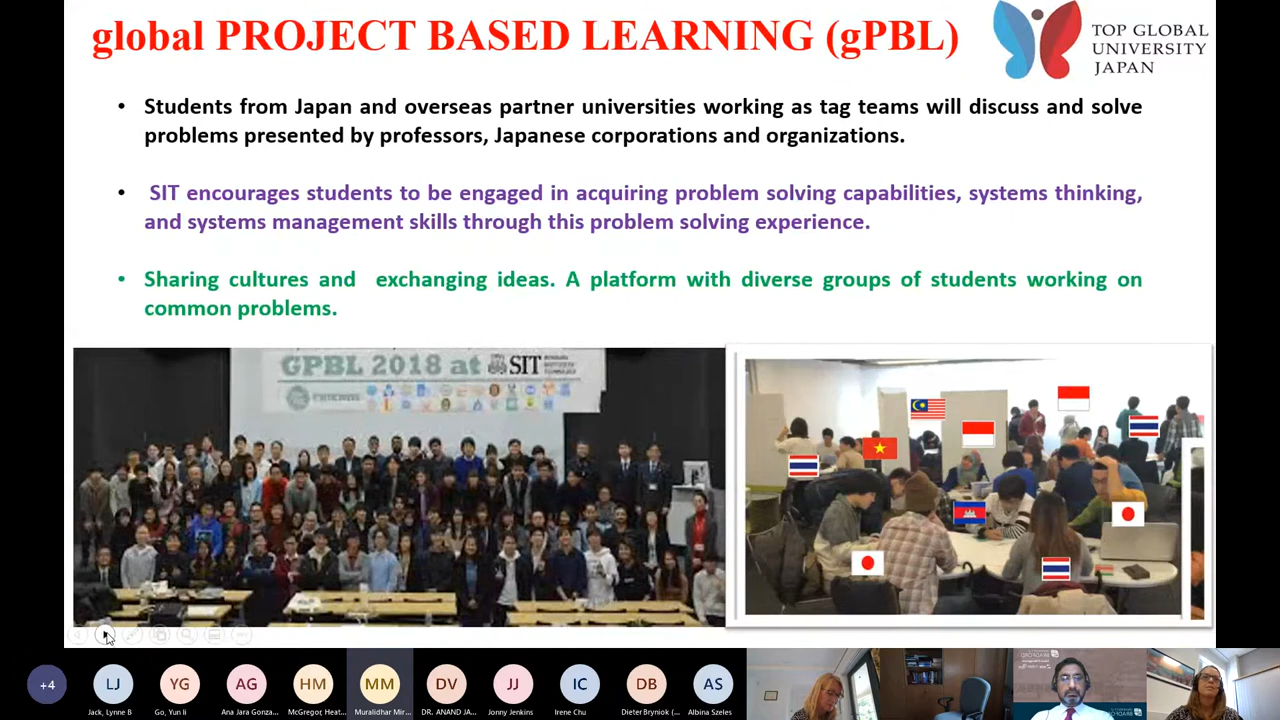 global PROJECT BASED LEARNING (gPBL)
TOP GLOBAL
UNIVERSITY
JAPAN
• Students from Japan and overseas partner universities working as tag teams will discuss and solve
problems presented by professors, Japanese corporations and organizations.
• SIT encourages students to be engaged in acquiring problem solving capabilities, systems thinking,
and systems management skills through this problem solving experience.
• Sharing cultures and exchanging ideas. A platform with diverse groups of students working on
common problems.
GPBL 2018 at SIT
+4
LJ
YG
AG
HM
MM
DV
JJ
IC
DB
AS
Jack, Lynne B
Go, Yun Ii
Ana Jara Gonza...
McGregor, Heat...
Muralidhar Mir...
DR. ANAND JA...
Jonny Jenkins
Irene Chu
Dieter Bryniok (...
Albina Szeles